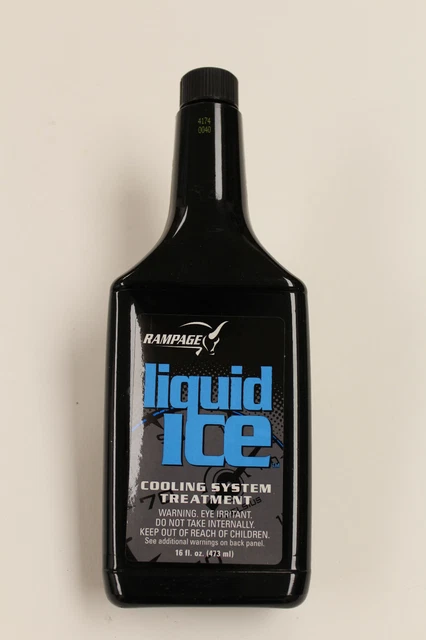 4174
0940
RAMPAGE
liquid
ICE
COOLING SYSTEM
TREATMENT
WARNING. EYE IRRITANT.
DO NOT TAKE INTERNALLY.
KEEP OUT OF REACH OF CHILDREN.
See additional warnings on back panel.
16 fl. oz. (473 ml)